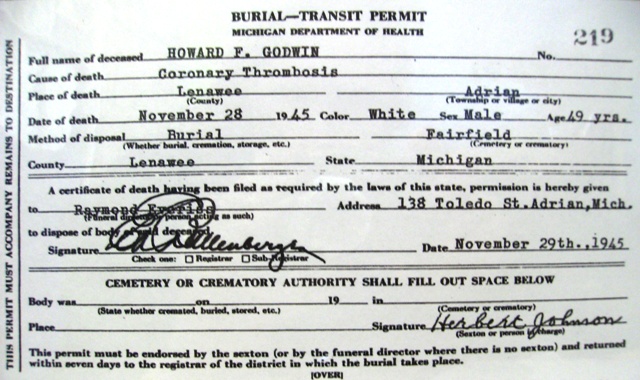 BURIAL—TRANSIT PERMIT
MICHIGAN DEPARTMENT OF HEALTH
219
Full name of deceased HOWARD F. GODWIN No.
Cause of death Coronary Thrombosis
Place of death Lenawee Adrian
(County) (Township or village or city)
Date of death November 28 1945 Color White Sex Male Age 49 yrs.
Method of disposal Burial Fairfield
(Whether burial, cremation, storage, etc.) (Cemetery or crematory)
County Lenawee State Michigan
A certificate of death having been filed as required by the laws of this state, permission is hereby given
to Raymond Address 138 Toledo St.Adrian,Mich.
(Funeral director or person acting as such)
to dispose of body of said deceased.
Signature Date November 29th.,1945
Check one: ☐ Registrar ☐ Sub-Registrar
CEMETERY OR CREMATORY AUTHORITY SHALL FILL OUT SPACE BELOW
Body was on 19 in
(State whether cremated, buried, stored, etc.) (Cemetery or crematory)
Place Signature Herbert Johnson
(Sexton or person in charge)
This permit must be endorsed by the sexton (or by the funeral director where there is no sexton) and returned
within seven days to the registrar of the district in which the burial takes place.
[OVER]
THIS PERMIT MUST ACCOMPANY REMAINS TO DESTINATION